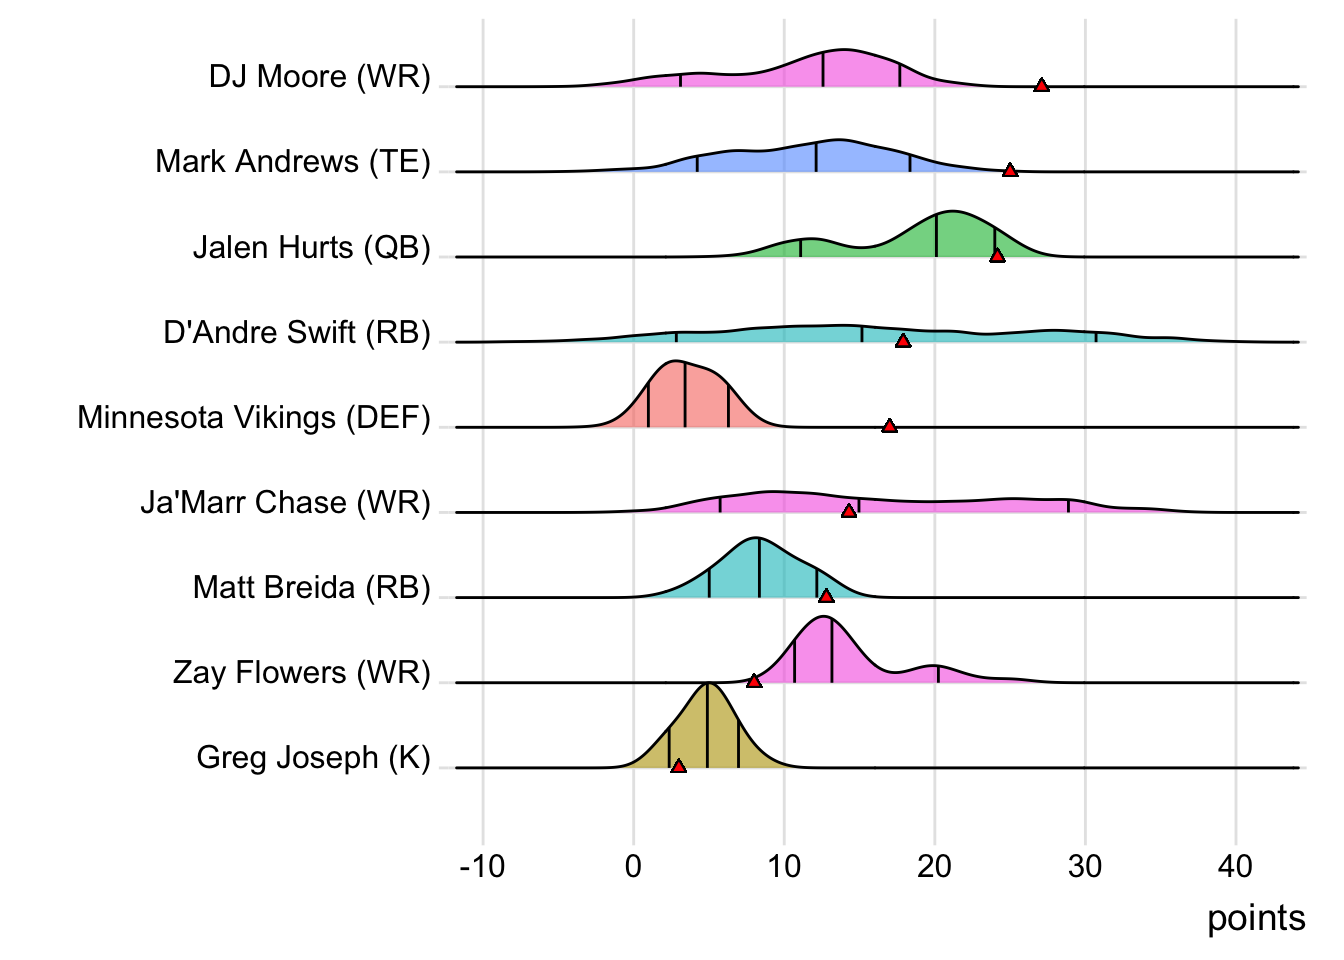 DJ Moore (WR)
Mark Andrews (TE)
Jalen Hurts (QB)
D'Andre Swift (RB)
Minnesota Vikings (DEF)
Ja'Marr Chase (WR)
Matt Breida (RB)
Zay Flowers (WR)
Greg Joseph (K)
-10 0 10 20 30 40
points